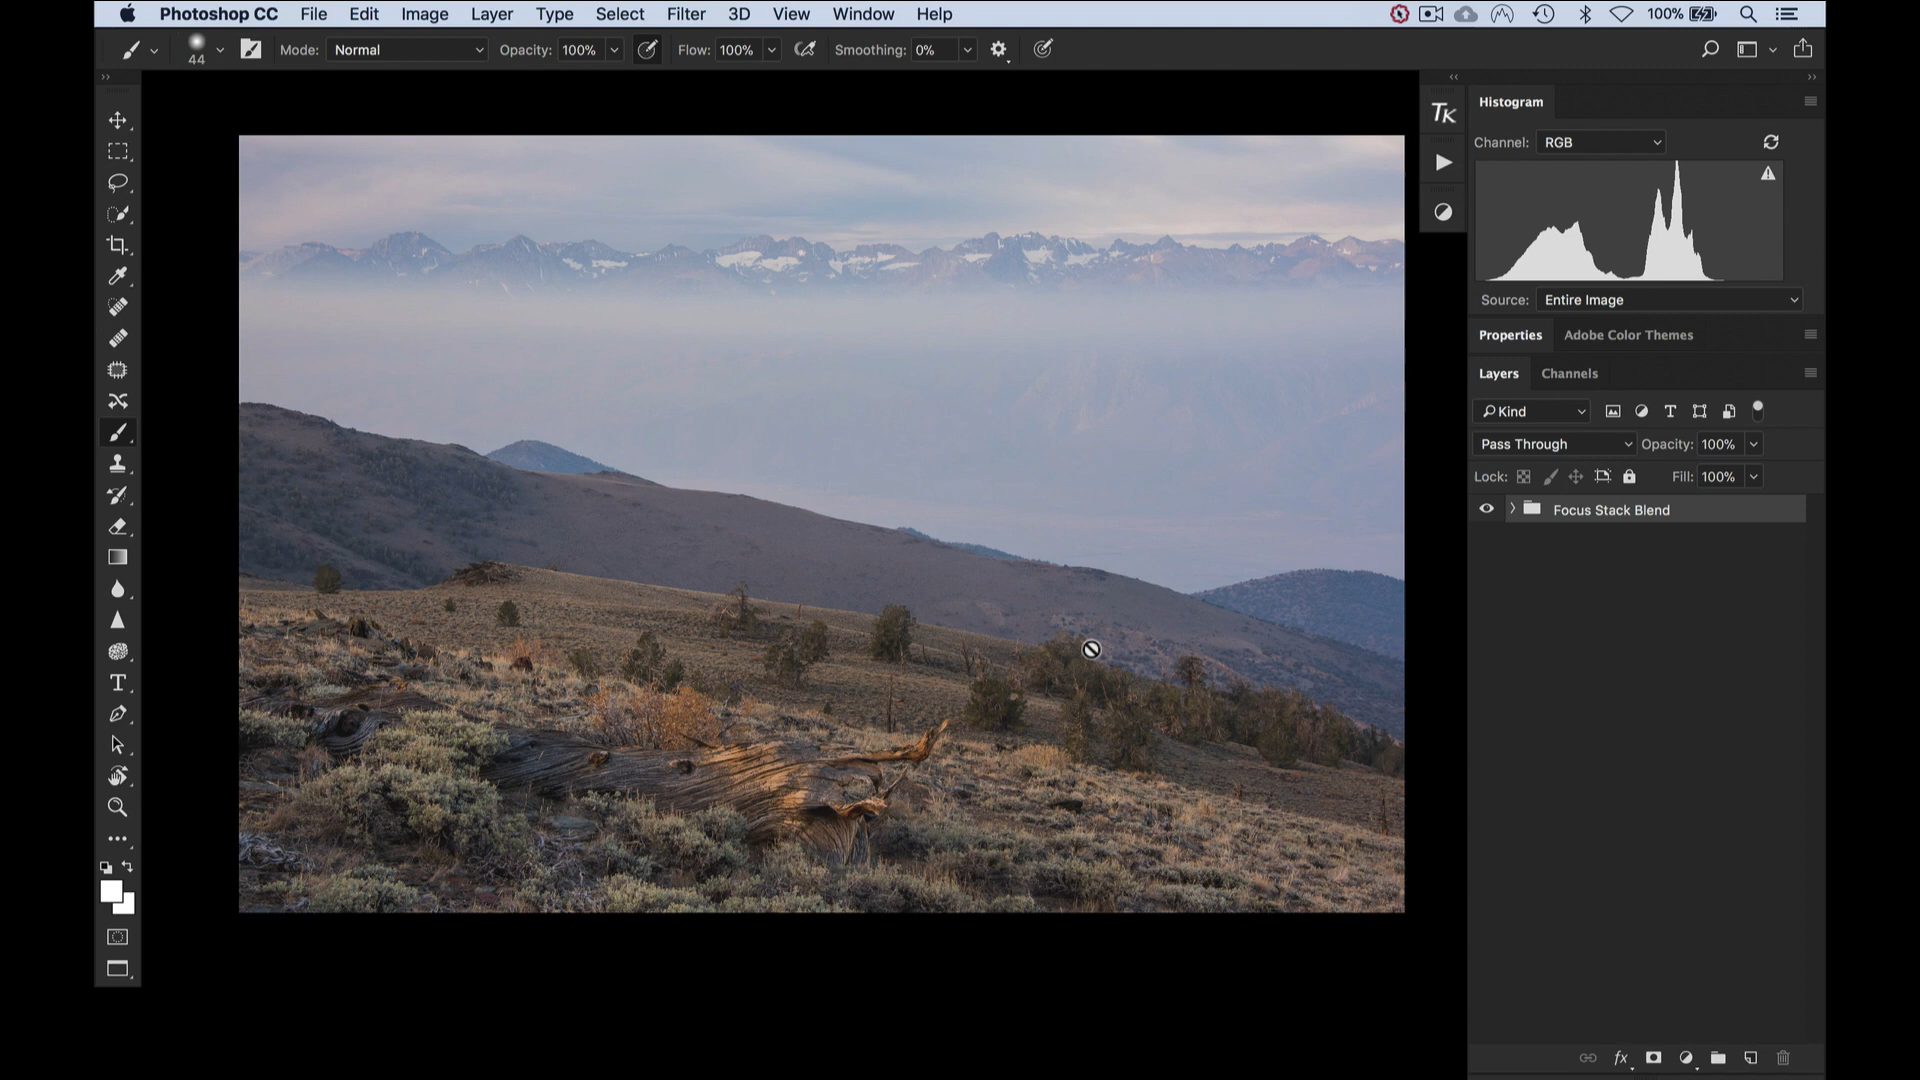 Photoshop CC File Edit Image Layer Type Select Filter 3D View Window Help 100%
44 Mode: Normal Opacity: 100% Flow: 100% Smoothing: 0%
TK
Histogram
Channel: RGB
Source: Entire Image
Properties Adobe Color Themes
Layers Channels
Kind
Pass Through Opacity: 100%
Lock: Fill: 100%
Focus Stack Blend
fx